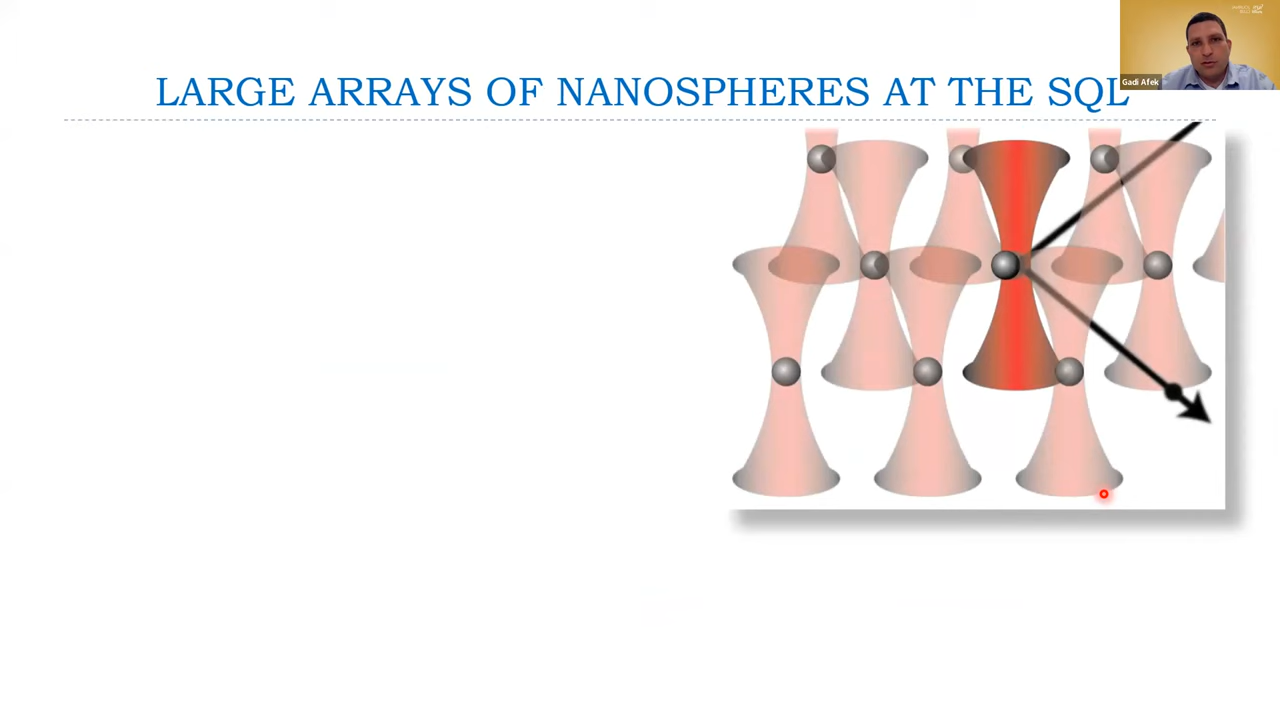 LARGE ARRAYS OF NANOSPHERES AT THE SQL
Gadi Afek